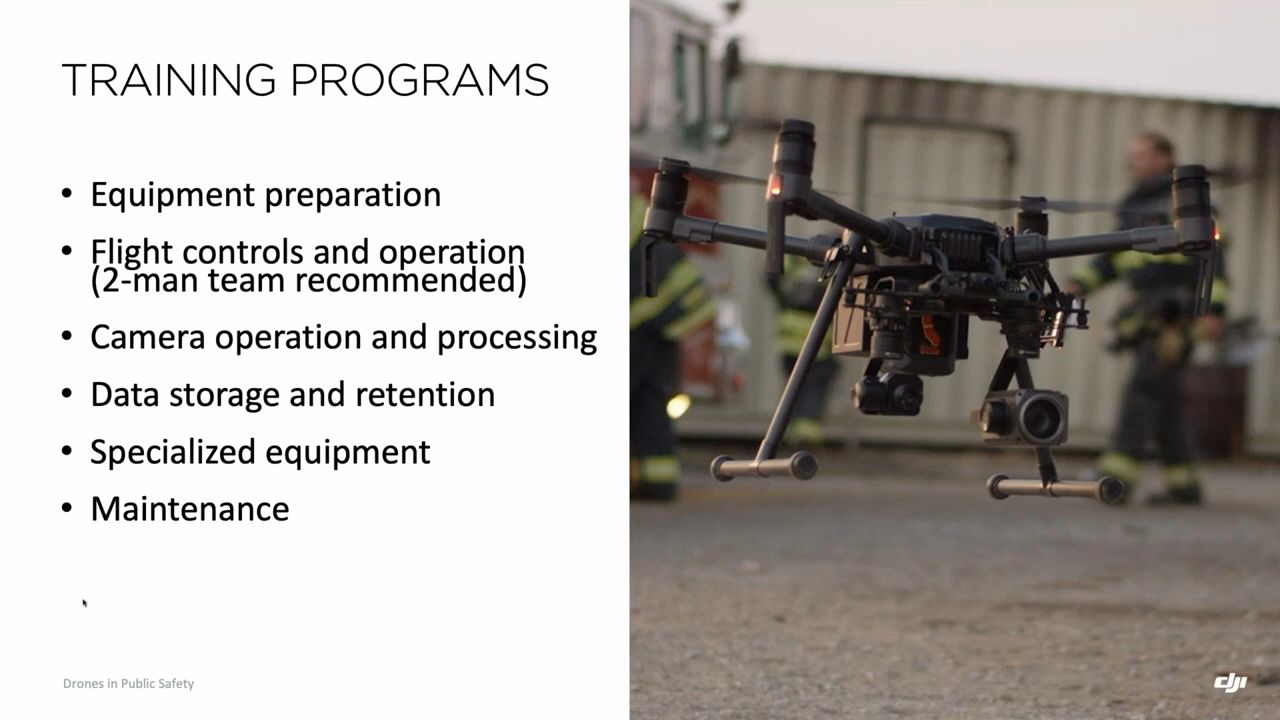 TRAINING PROGRAMS
• Equipment preparation
• Flight controls and operation
(2-man team recommended)
• Camera operation and processing
• Data storage and retention
• Specialized equipment
• Maintenance
Drones in Public Safety
dji